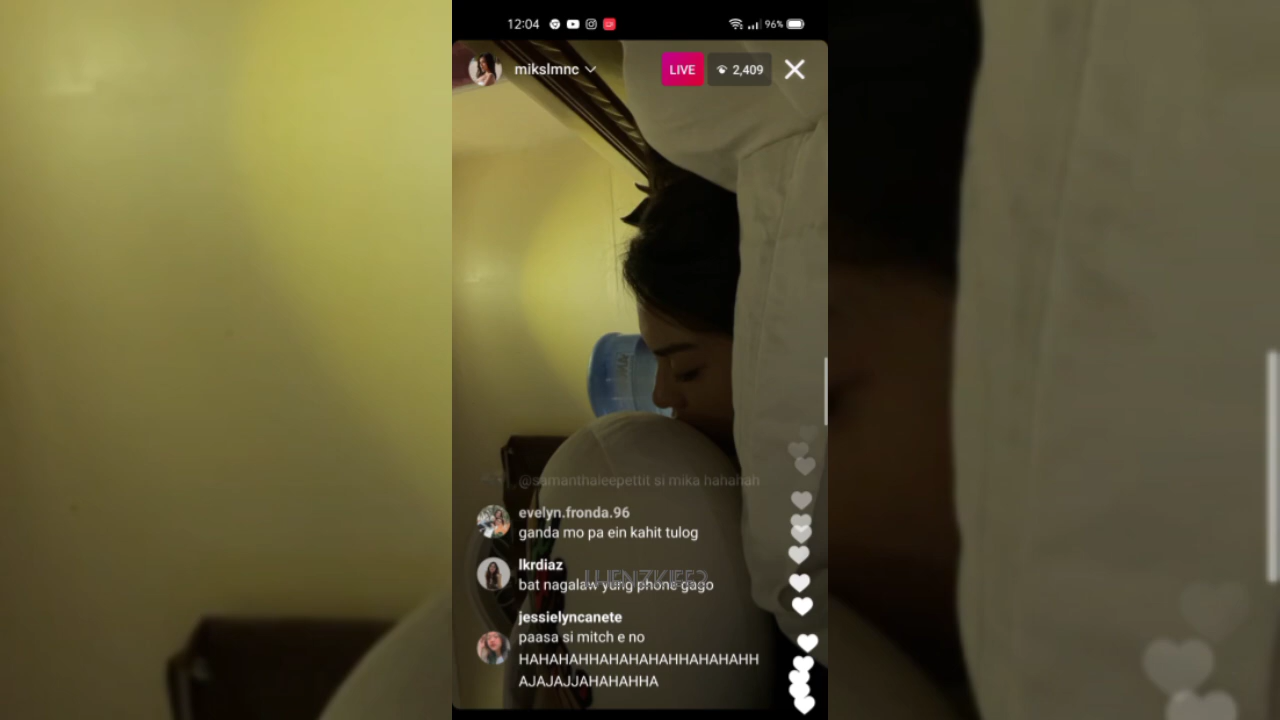 12:04
96%
mikslmnc
LIVE
2,409
@sumanthaleepettit si mika hahahah
evelyn.fronda.96
ganda mo pa ein kahit tulog
lkrdiaz
bat nagalaw yung phone gago
jessielyncanete
paasa si mitch e no
HAHAHAHHAHAHAHAHHAHAHAHH
AJAJAJJAHAHAHHA